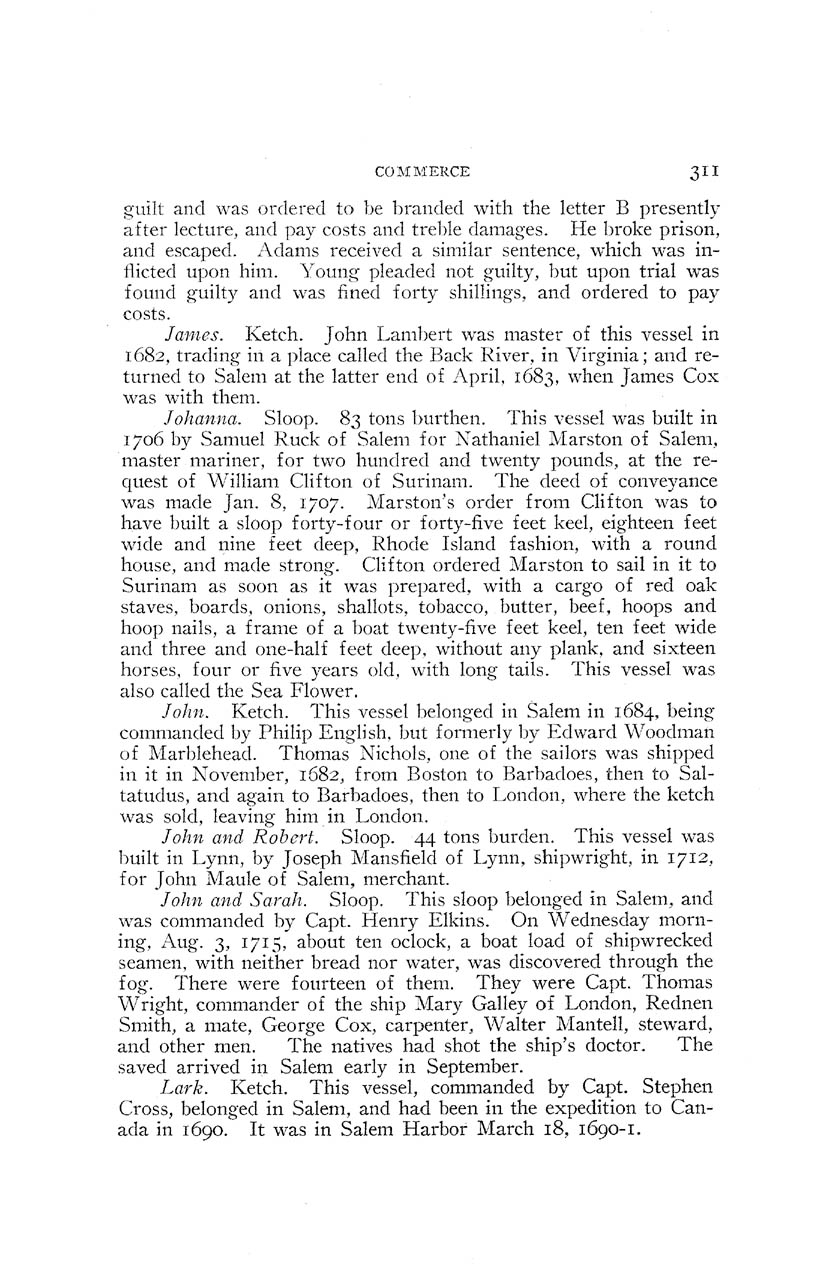 COMMERCE 311
guilt and was ordered to be branded with the letter B presently
after lecture, and pay costs and treble damages. He broke prison,
and escaped. Adams received a similar sentence, which was in-
flicted upon him. Young pleaded not guilty, but upon trial was
found guilty and was fined forty shillings, and ordered to pay
costs.
James. Ketch. John Lambert was master of this vessel in
1682, trading in a place called the Back River, in Virginia; and re-
turned to Salem at the latter end of April, 1683, when James Cox
was with them.
Johanna. Sloop. 83 tons burthen. This vessel was built in
1706 by Samuel Ruck of Salem for Nathaniel Marston of Salem,
master mariner, for two hundred and twenty pounds, at the re-
quest of William Clifton of Surinam. The deed of conveyance
was made Jan. 8, 1707. Marston's order from Clifton was to
have built a sloop forty-four or forty-five feet keel, eighteen feet
wide and nine feet deep, Rhode Island fashion, with a round
house, and made strong. Clifton ordered Marston to sail in it to
Surinam as soon as it was prepared, with a cargo of red oak
staves, boards, onions, shallots, tobacco, butter, beef, hoops and
hoop nails, a frame of a boat twenty-five feet keel, ten feet wide
and three and one-half feet deep, without any plank, and sixteen
horses, four or five years old, with long tails. This vessel was
also called the Sea Flower.
John. Ketch. This vessel belonged in Salem in 1684, being
commanded by Philip English, but formerly by Edward Woodman
of Marblehead. Thomas Nichols, one of the sailors was shipped
in it in November, 1682, from Boston to Barbadoes, then to Sal-
tatudus, and again to Barbadoes, then to London, where the ketch
was sold, leaving him in London.
John and Robert. Sloop. 44 tons burden. This vessel was
built in Lynn, by Joseph Mansfield of Lynn, shipwright, in 1712,
for John Maule of Salem, merchant.
John and Sarah. Sloop. This sloop belonged in Salem, and
was commanded by Capt. Henry Elkins. On Wednesday morn-
ing, Aug. 3, 1715, about ten oclock, a boat load of shipwrecked
seamen, with neither bread nor water, was discovered through the
fog. There were fourteen of them. They were Capt. Thomas
Wright, commander of the ship Mary Galley of London, Rednen
Smith, a mate, George Cox, carpenter, Walter Mantell, steward,
and other men. The natives had shot the ship's doctor. The
saved arrived in Salem early in September.
Lark. Ketch. This vessel, commanded by Capt. Stephen
Cross, belonged in Salem, and had been in the expedition to Can-
ada in 1690. It was in Salem Harbor March 18, 1690-1.